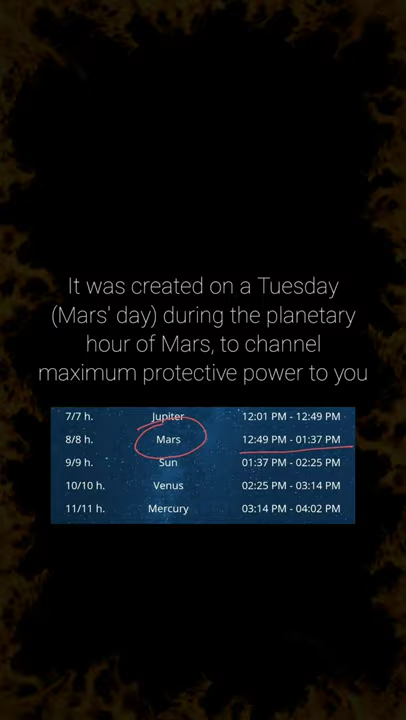 It was created on a Tuesday
(Mars' day) during the planetary
hour of Mars, to channel
maximum protective power to you
7/7 h. Jupiter 12:01 PM - 12:49 PM
8/8 h. Mars 12:49 PM - 01:37 PM
9/9 h. Sun 01:37 PM - 02:25 PM
10/10 h. Venus 02:25 PM - 03:14 PM
11/11 h. Mercury 03:14 PM - 04:02 PM